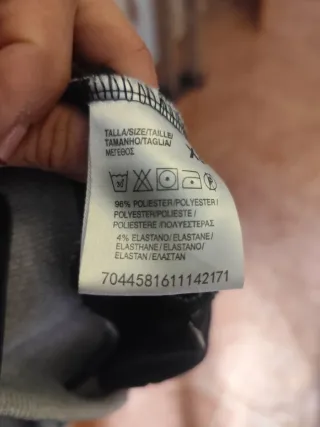 TALLA/SIZE/TAILLE/
TAMANHO/TAGLIA/
ΜΕΓΕΘΟΣ
96% POLIESTER/POLYESTER/
POLYESTER/POLIESTE/
POLIESTERE/ΠΟΛΥΕΣΤΕΡΑΣ
4% ELASTANO/ELASTANE/
ELASTHANE/ELASTANO/
ELASTAN/ΕΛΑΣΤΑΝ
7044581611142171